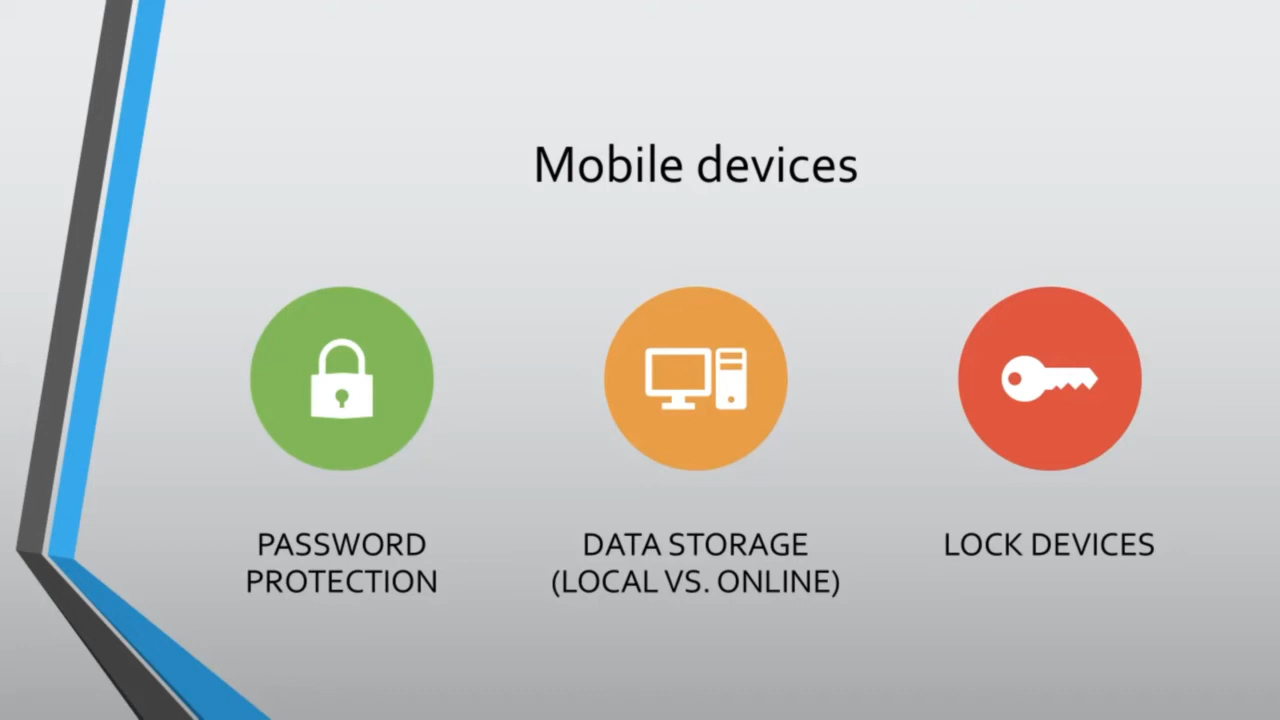 Mobile devices
PASSWORD
PROTECTION
DATA STORAGE
(LOCAL VS. ONLINE)
LOCK DEVICES